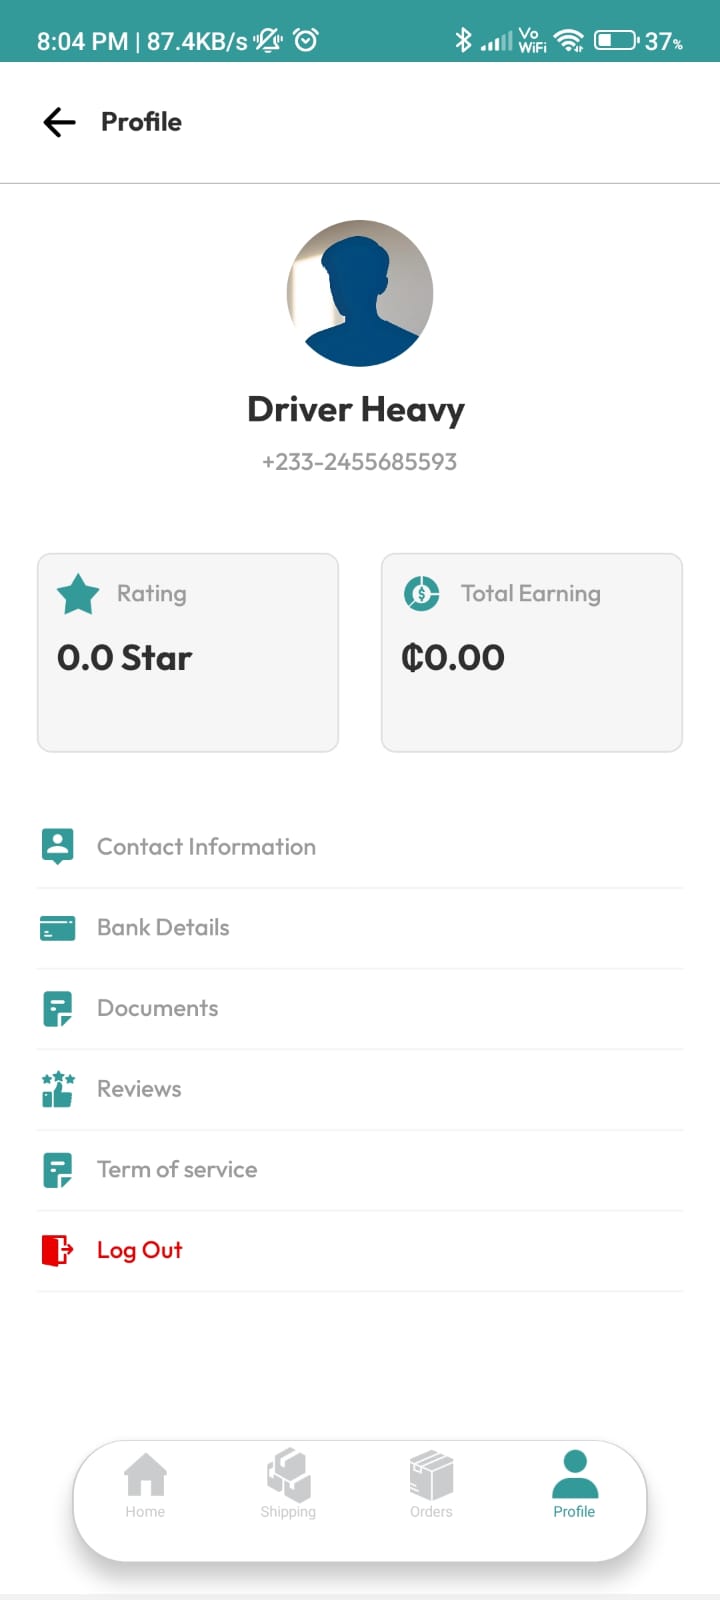 8:04 PM | 87.4KB/s Vo WiFi 37%
Profile
Driver Heavy
+233-2455685593
Rating
0.0 Star
Total Earning
₵0.00
Contact Information
Bank Details
Documents
Reviews
Term of service
Log Out
Home Shipping Orders Profile